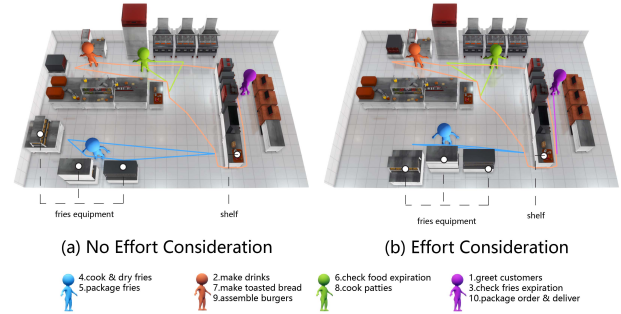 fries equipment
shelf
fries equipment
shelf
(a) No Effort Consideration
(b) Effort Consideration
4.cook & dry fries
5.package fries
2.make drinks
7.make toasted bread
9.assemble burgers
6.check food expiration
8.cook patties
1.greet customers
3.check fries expiration
10.package order & deliver